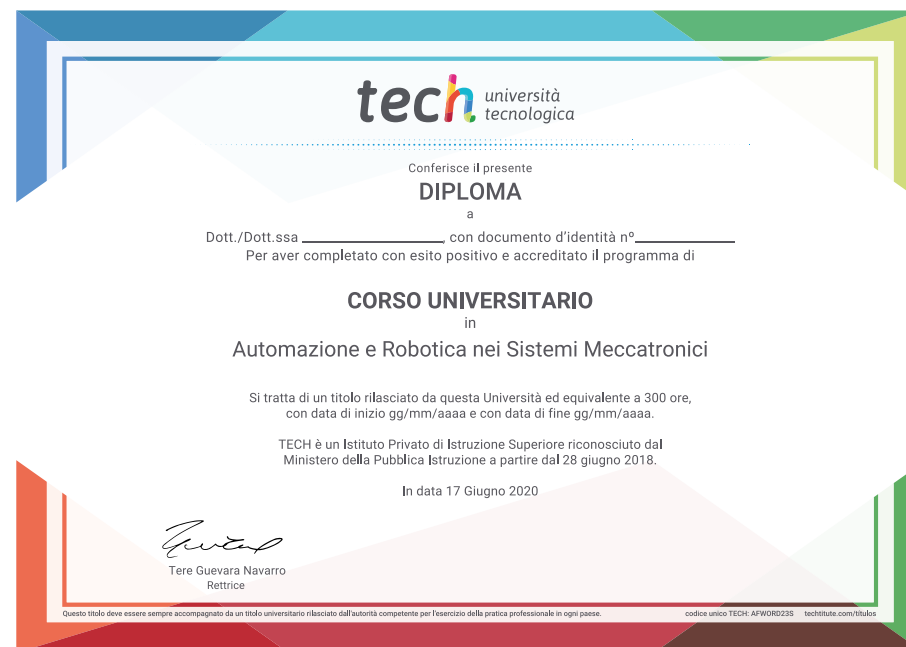 tech università
tecnologica
Conferisce il presente
DIPLOMA
a
Dott./Dott.ssa ____________________, con documento d'identità nº______________
Per aver completato con esito positivo e accreditato il programma di
CORSO UNIVERSITARIO
in
Automazione e Robotica nei Sistemi Meccatronici
Si tratta di un titolo rilasciato da questa Università ed equivalente a 300 ore,
con data di inizio gg/mm/aaaa e con data di fine gg/mm/aaaa.
TECH è un Istituto Privato di Istruzione Superiore riconosciuto dal
Ministero della Pubblica Istruzione a partire dal 28 giugno 2018.
In data 17 Giugno 2020
Tere Guevara Navarro
Rettrice
Questo titolo deve essere sempre accompagnato da un titolo universitario rilasciato dall'autorità competente per l'esercizio della pratica professionale in ogni paese. codice unico TECH: AFWORD23S techtitute.com/titulos